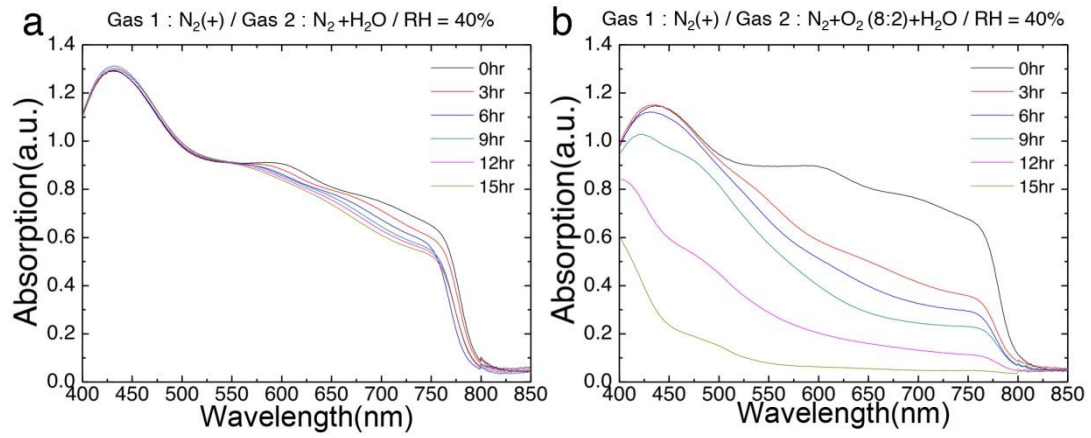 a
Gas 1 : N₂(+) / Gas 2 : N₂ +H₂O / RH = 40%
1.4
1.2
1.0
0.8
0.6
0.4
0.2
0.0
Absorption(a.u.)
0hr
3hr
6hr
9hr
12hr
15hr
400 450 500 550 600 650 700 750 800 850
Wavelength(nm)
b
Gas 1 : N₂(+) / Gas 2 : N₂+O₂ (8:2)+H₂O / RH = 40%
1.4
1.2
1.0
0.8
0.6
0.4
0.2
0.0
Absorption(a.u.)
0hr
3hr
6hr
9hr
12hr
15hr
400 450 500 550 600 650 700 750 800 850
Wavelength(nm)